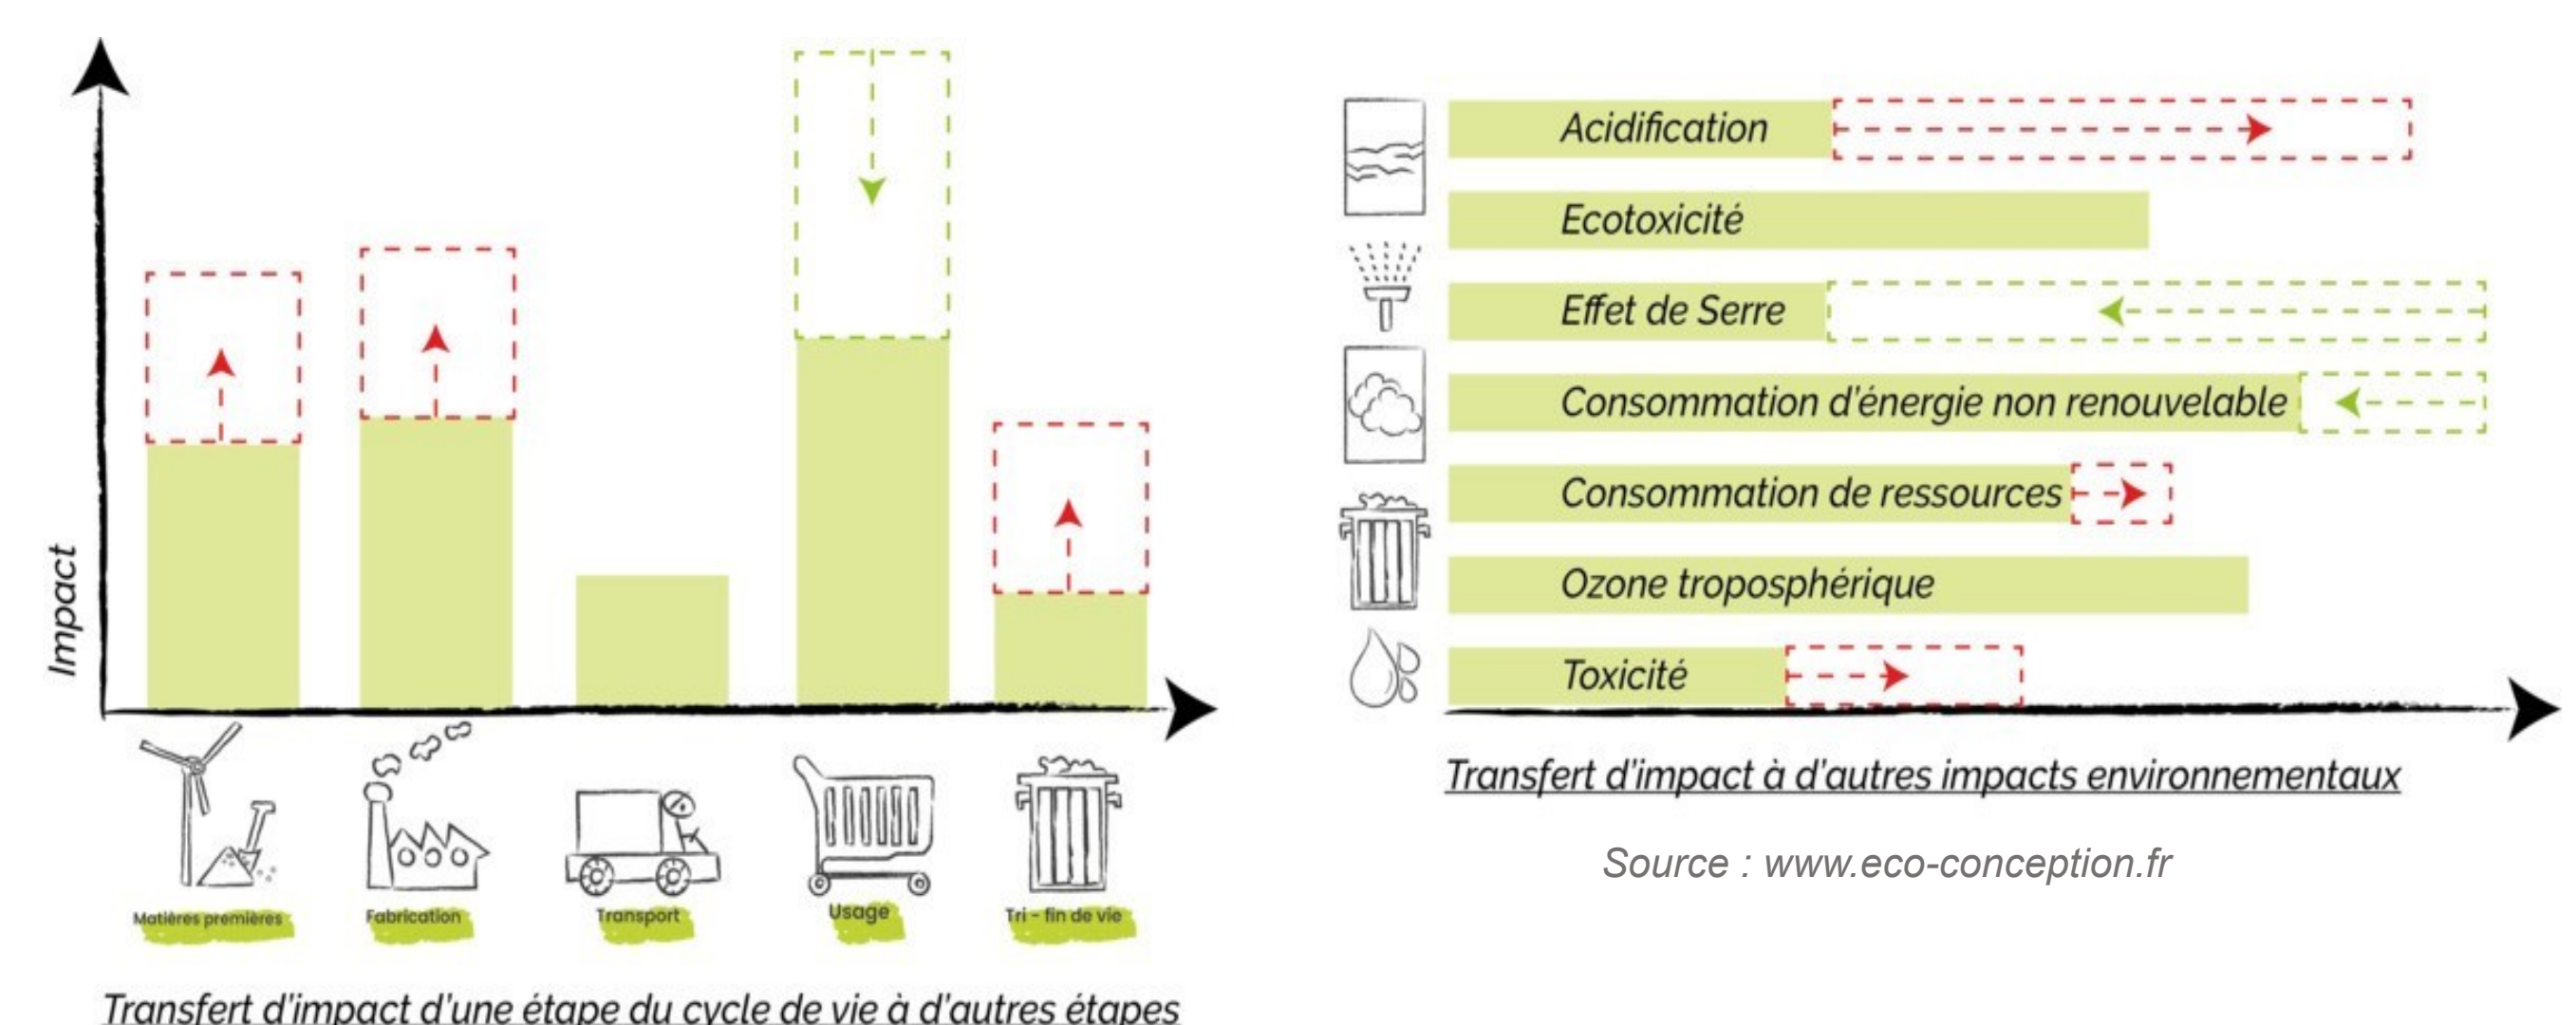 Impact
Matières premières
Fabrication
Transport
Usage
Tri - fin de vie
Transfert d'impact d'une étape du cycle de vie à d'autres étapes
Acidification
Ecotoxicité
Effet de Serre
Consommation d'énergie non renouvelable
Consommation de ressources
Ozone troposphérique
Toxicité
Transfert d'impact à d'autres impacts environnementaux
Source : www.eco-conception.fr